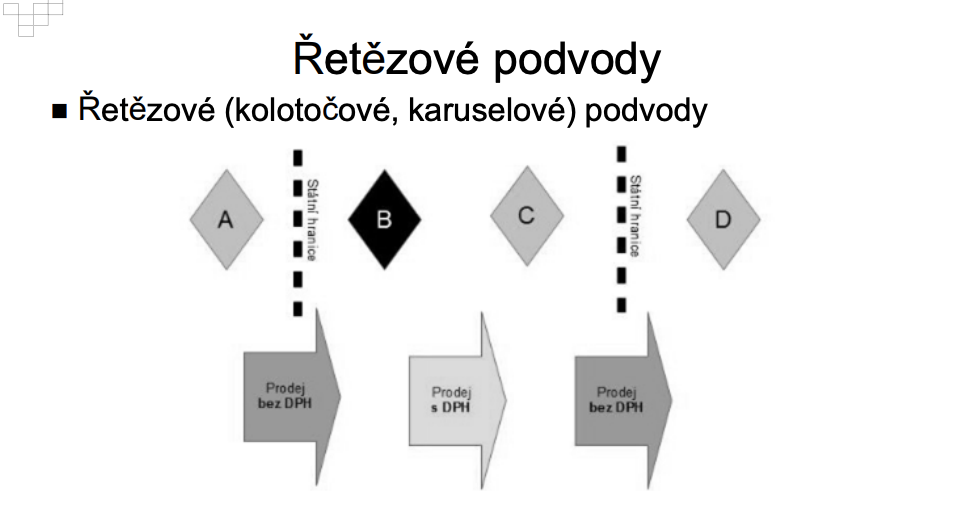 Řetězové podvody
■ Řetězové (kolotočové, karuselové) podvody
A
Státní hranice
B
C
Státní hranice
D
Prodej
bez DPH
Prodej
s DPH
Prodej
bez DPH